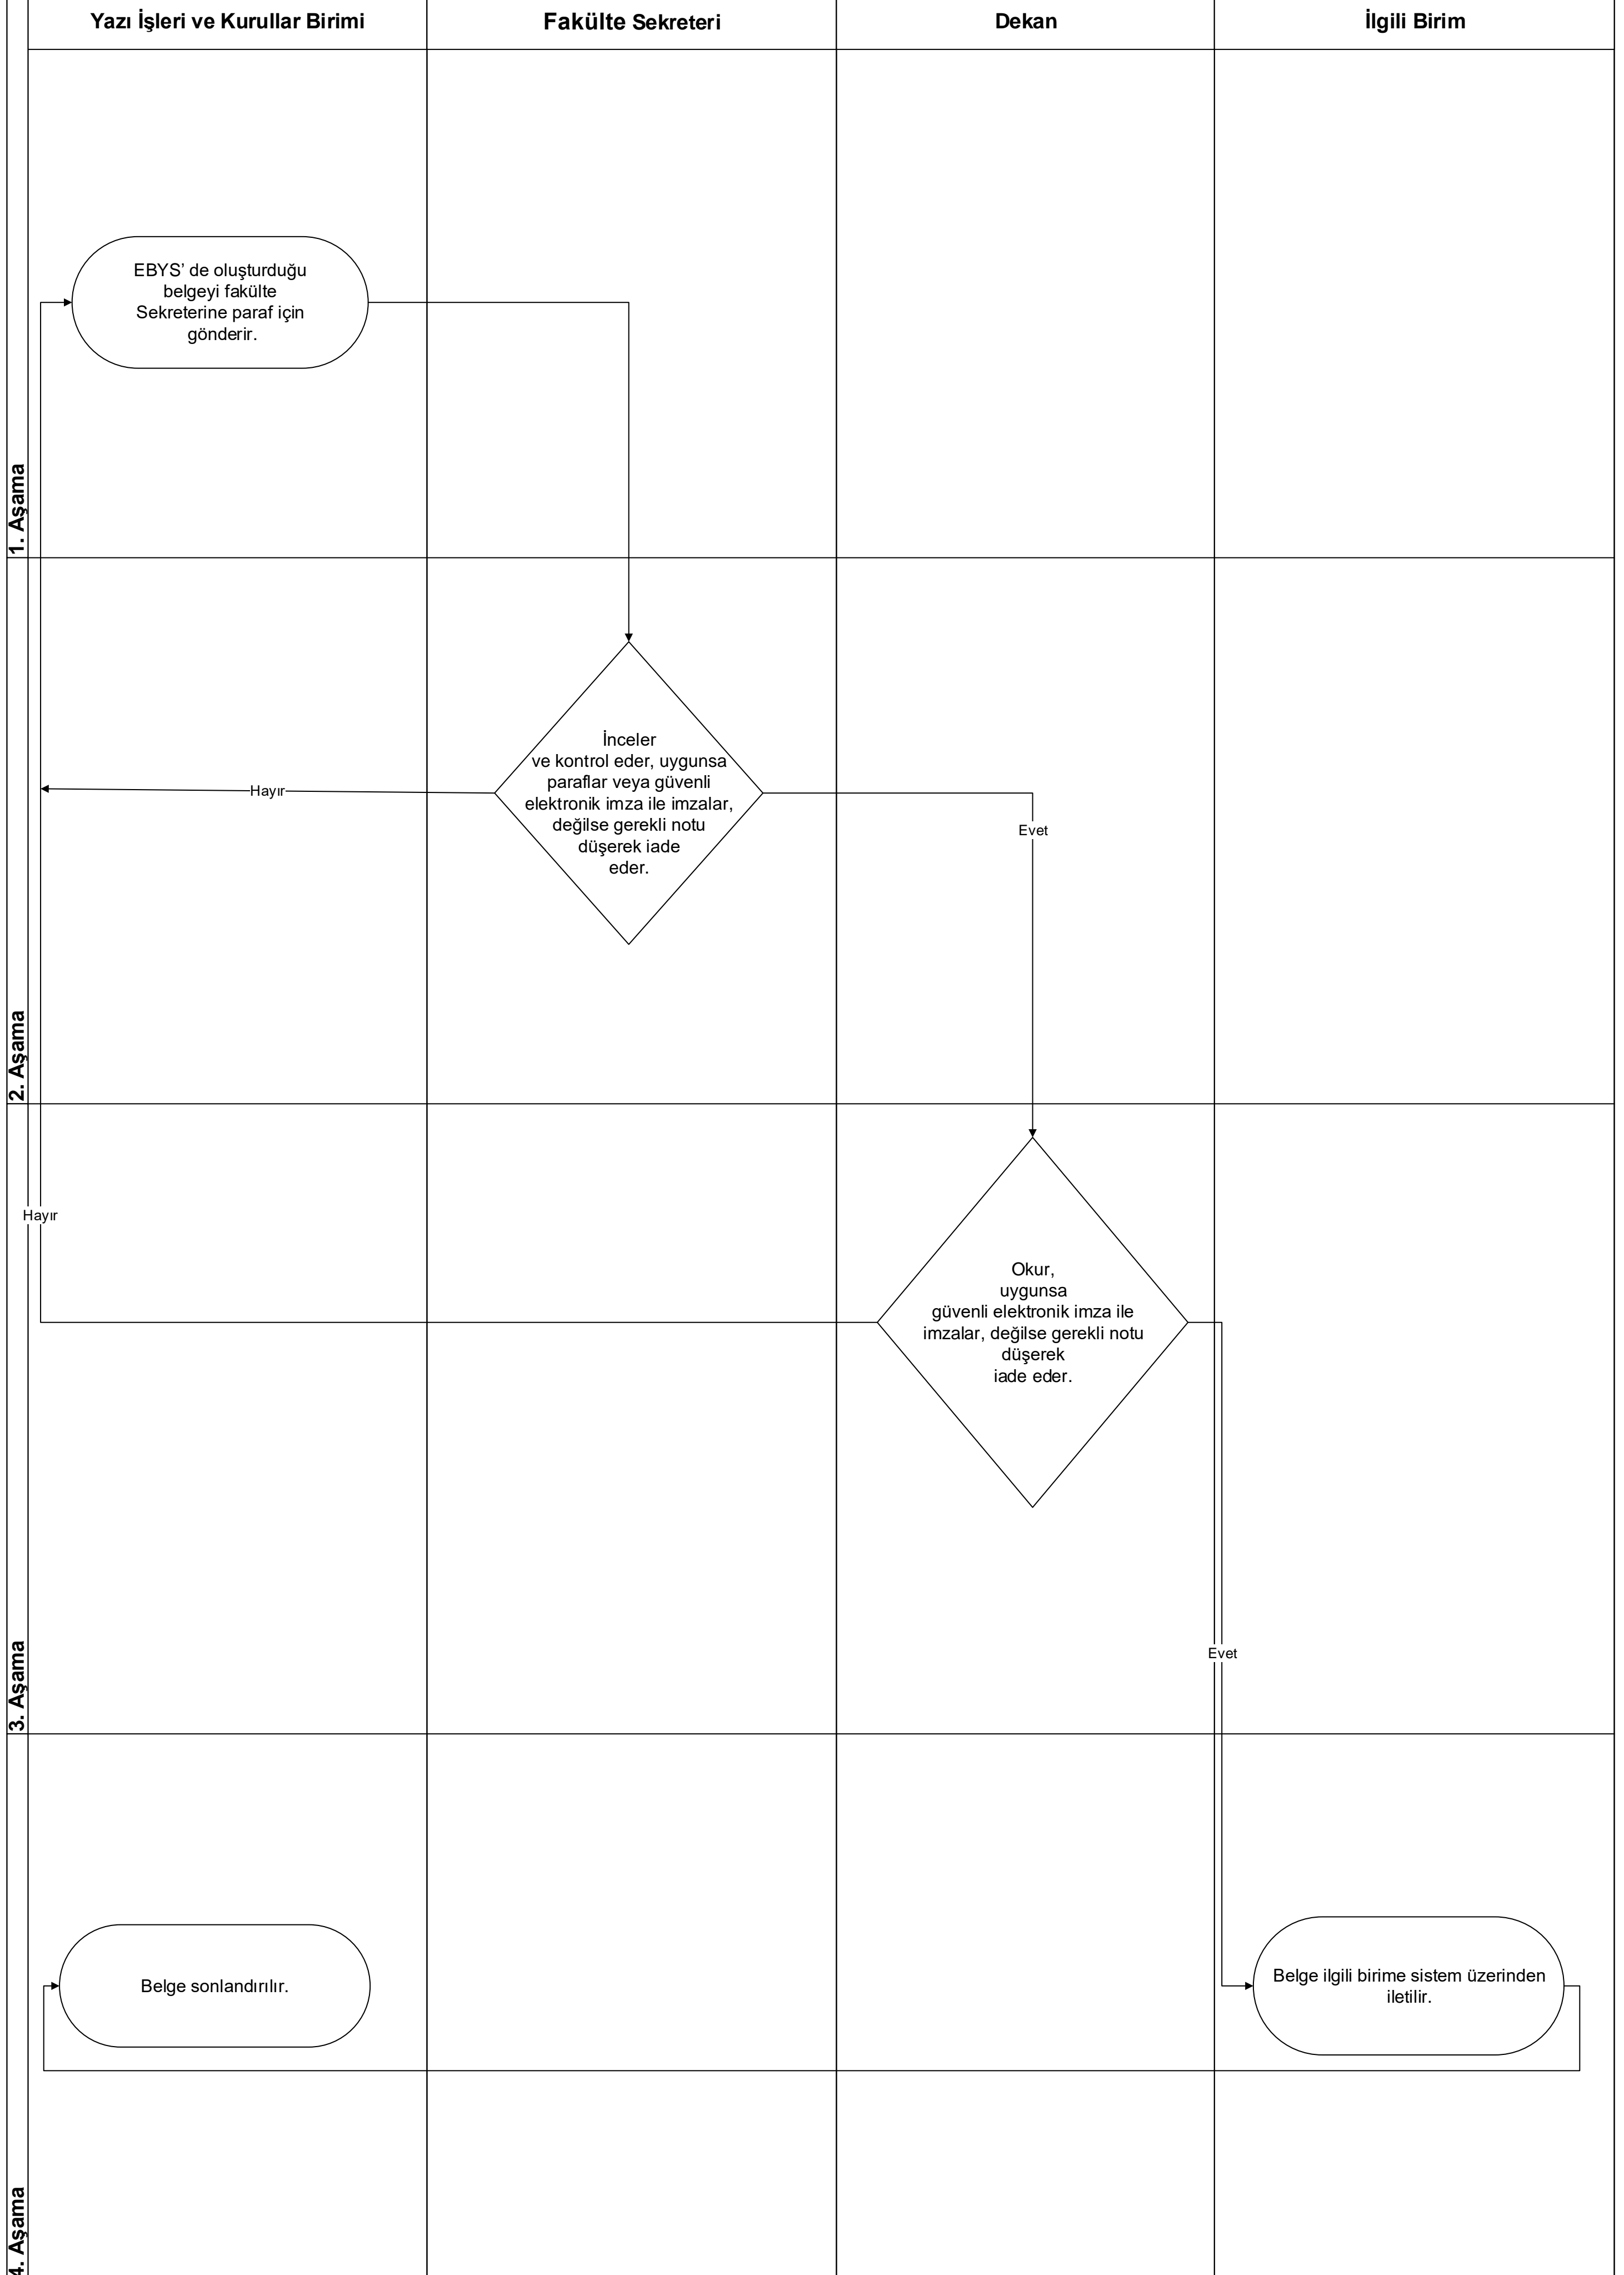 Yazı İşleri ve Kurullar Birimi
Fakülte Sekreteri
Dekan
İlgili Birim
EBYS’ de oluşturduğu
belgeyi fakülte
Sekreterine paraf için
gönderir.
1. Aşama
İnceler
ve kontrol eder, uygunsa
paraflar veya güvenli
elektronik imza ile imzalar,
değilse gerekli notu
düşerek iade
eder.
Hayır
Evet
2. Aşama
Hayır
Okur,
uygunsa
güvenli elektronik imza ile
imzalar, değilse gerekli notu
düşerek
iade eder.
Evet
3. Aşama
Belge sonlandırılır.
Belge ilgili birime sistem üzerinden
iletilir.
4. Aşama